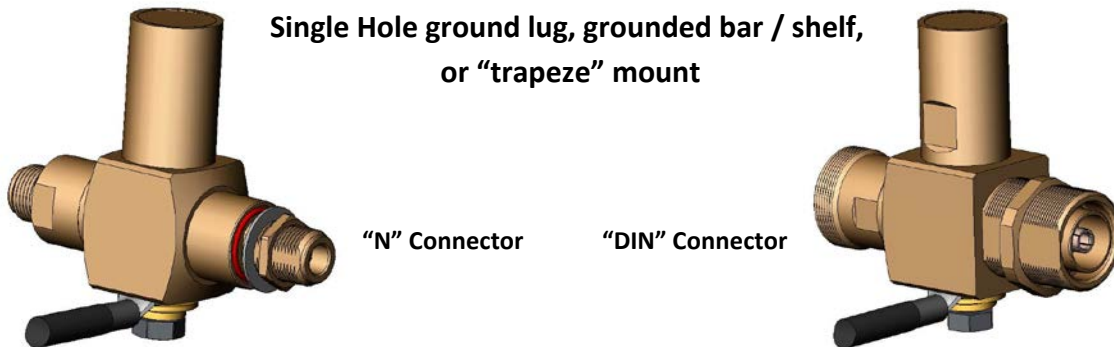 Single Hole ground lug, grounded bar / shelf,
or “trapeze” mount
“N” Connector
“DIN” Connector